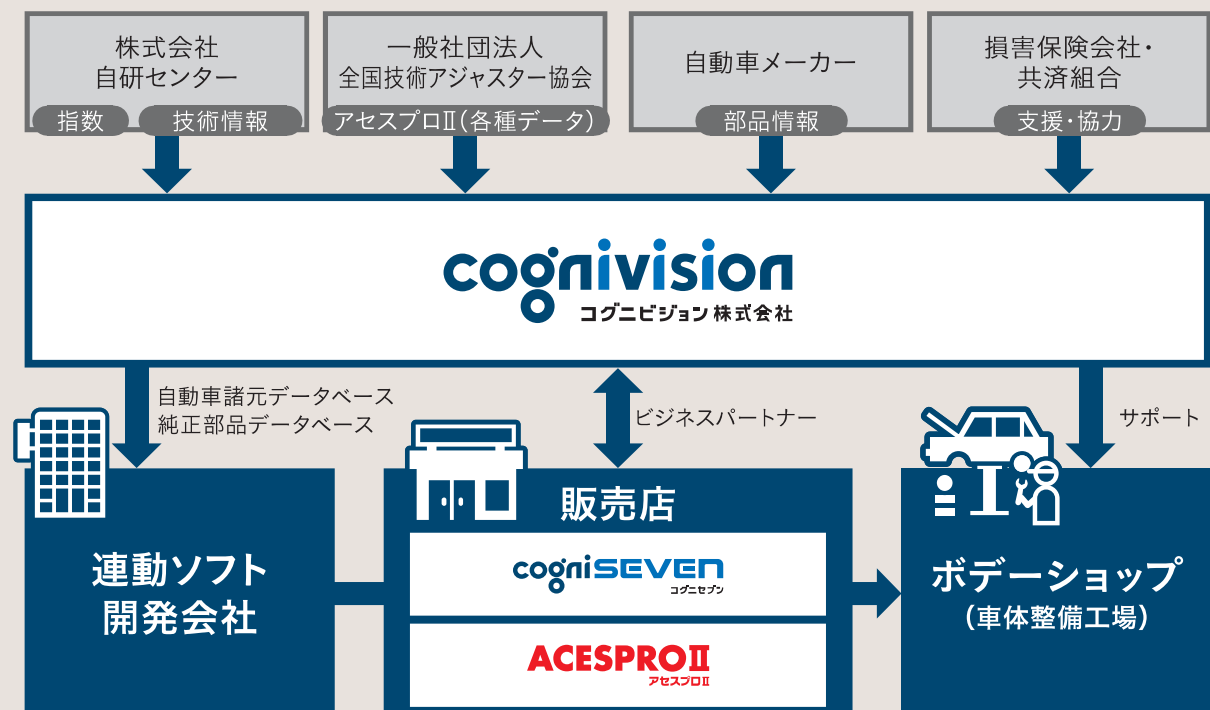 株式会社
自研センター
指数
技術情報
一般社団法人
全国技術アジャスター協会
アセスプロⅡ(各種データ)
自動車メーカー
部品情報
損害保険会社・
共済組合
支援・協力
cognivision
コグニビジョン株式会社
自動車諸元データベース
純正部品データベース
ビジネスパートナー
サポート
連動ソフト
開発会社
販売店
cogniSEVEN
コグニセブン
ACESPROⅡ
アセスプロⅡ
ボデーショップ
(車体整備工場)